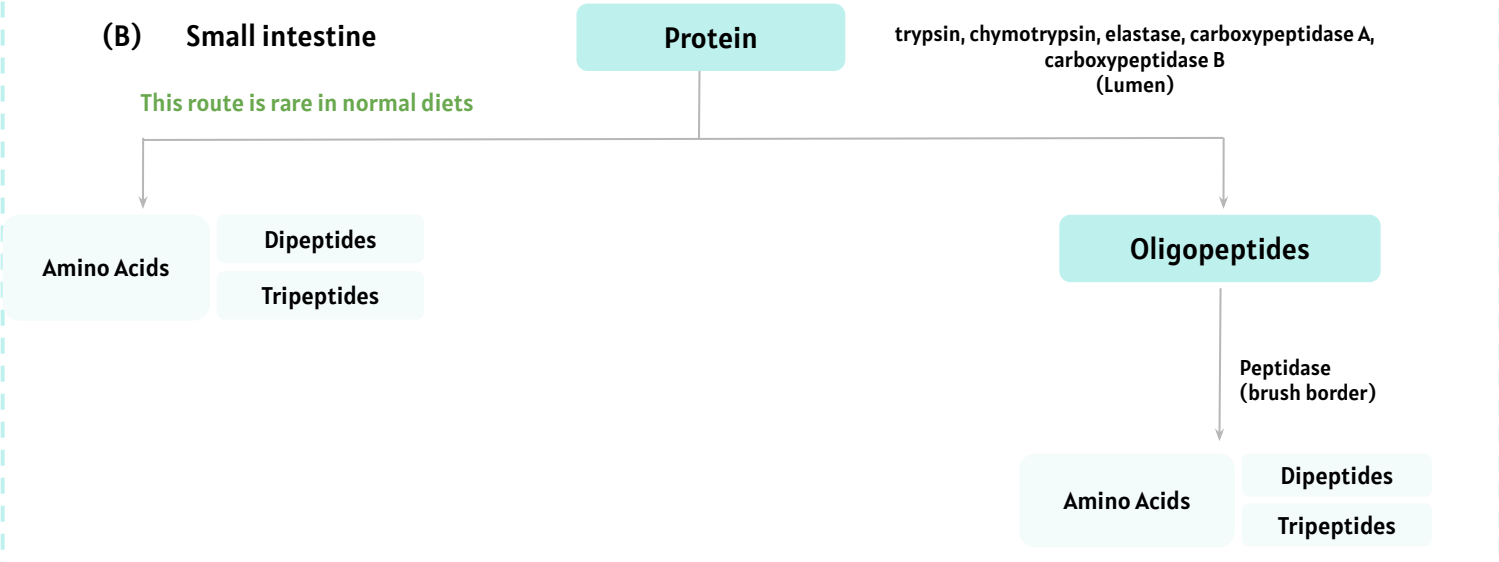 (B) Small intestine
Protein
trypsin, chymotrypsin, elastase, carboxypeptidase A,
carboxypeptidase B
(Lumen)
This route is rare in normal diets
Amino Acids
Dipeptides
Tripeptides
Oligopeptides
Peptidase
(brush border)
Amino Acids
Dipeptides
Tripeptides